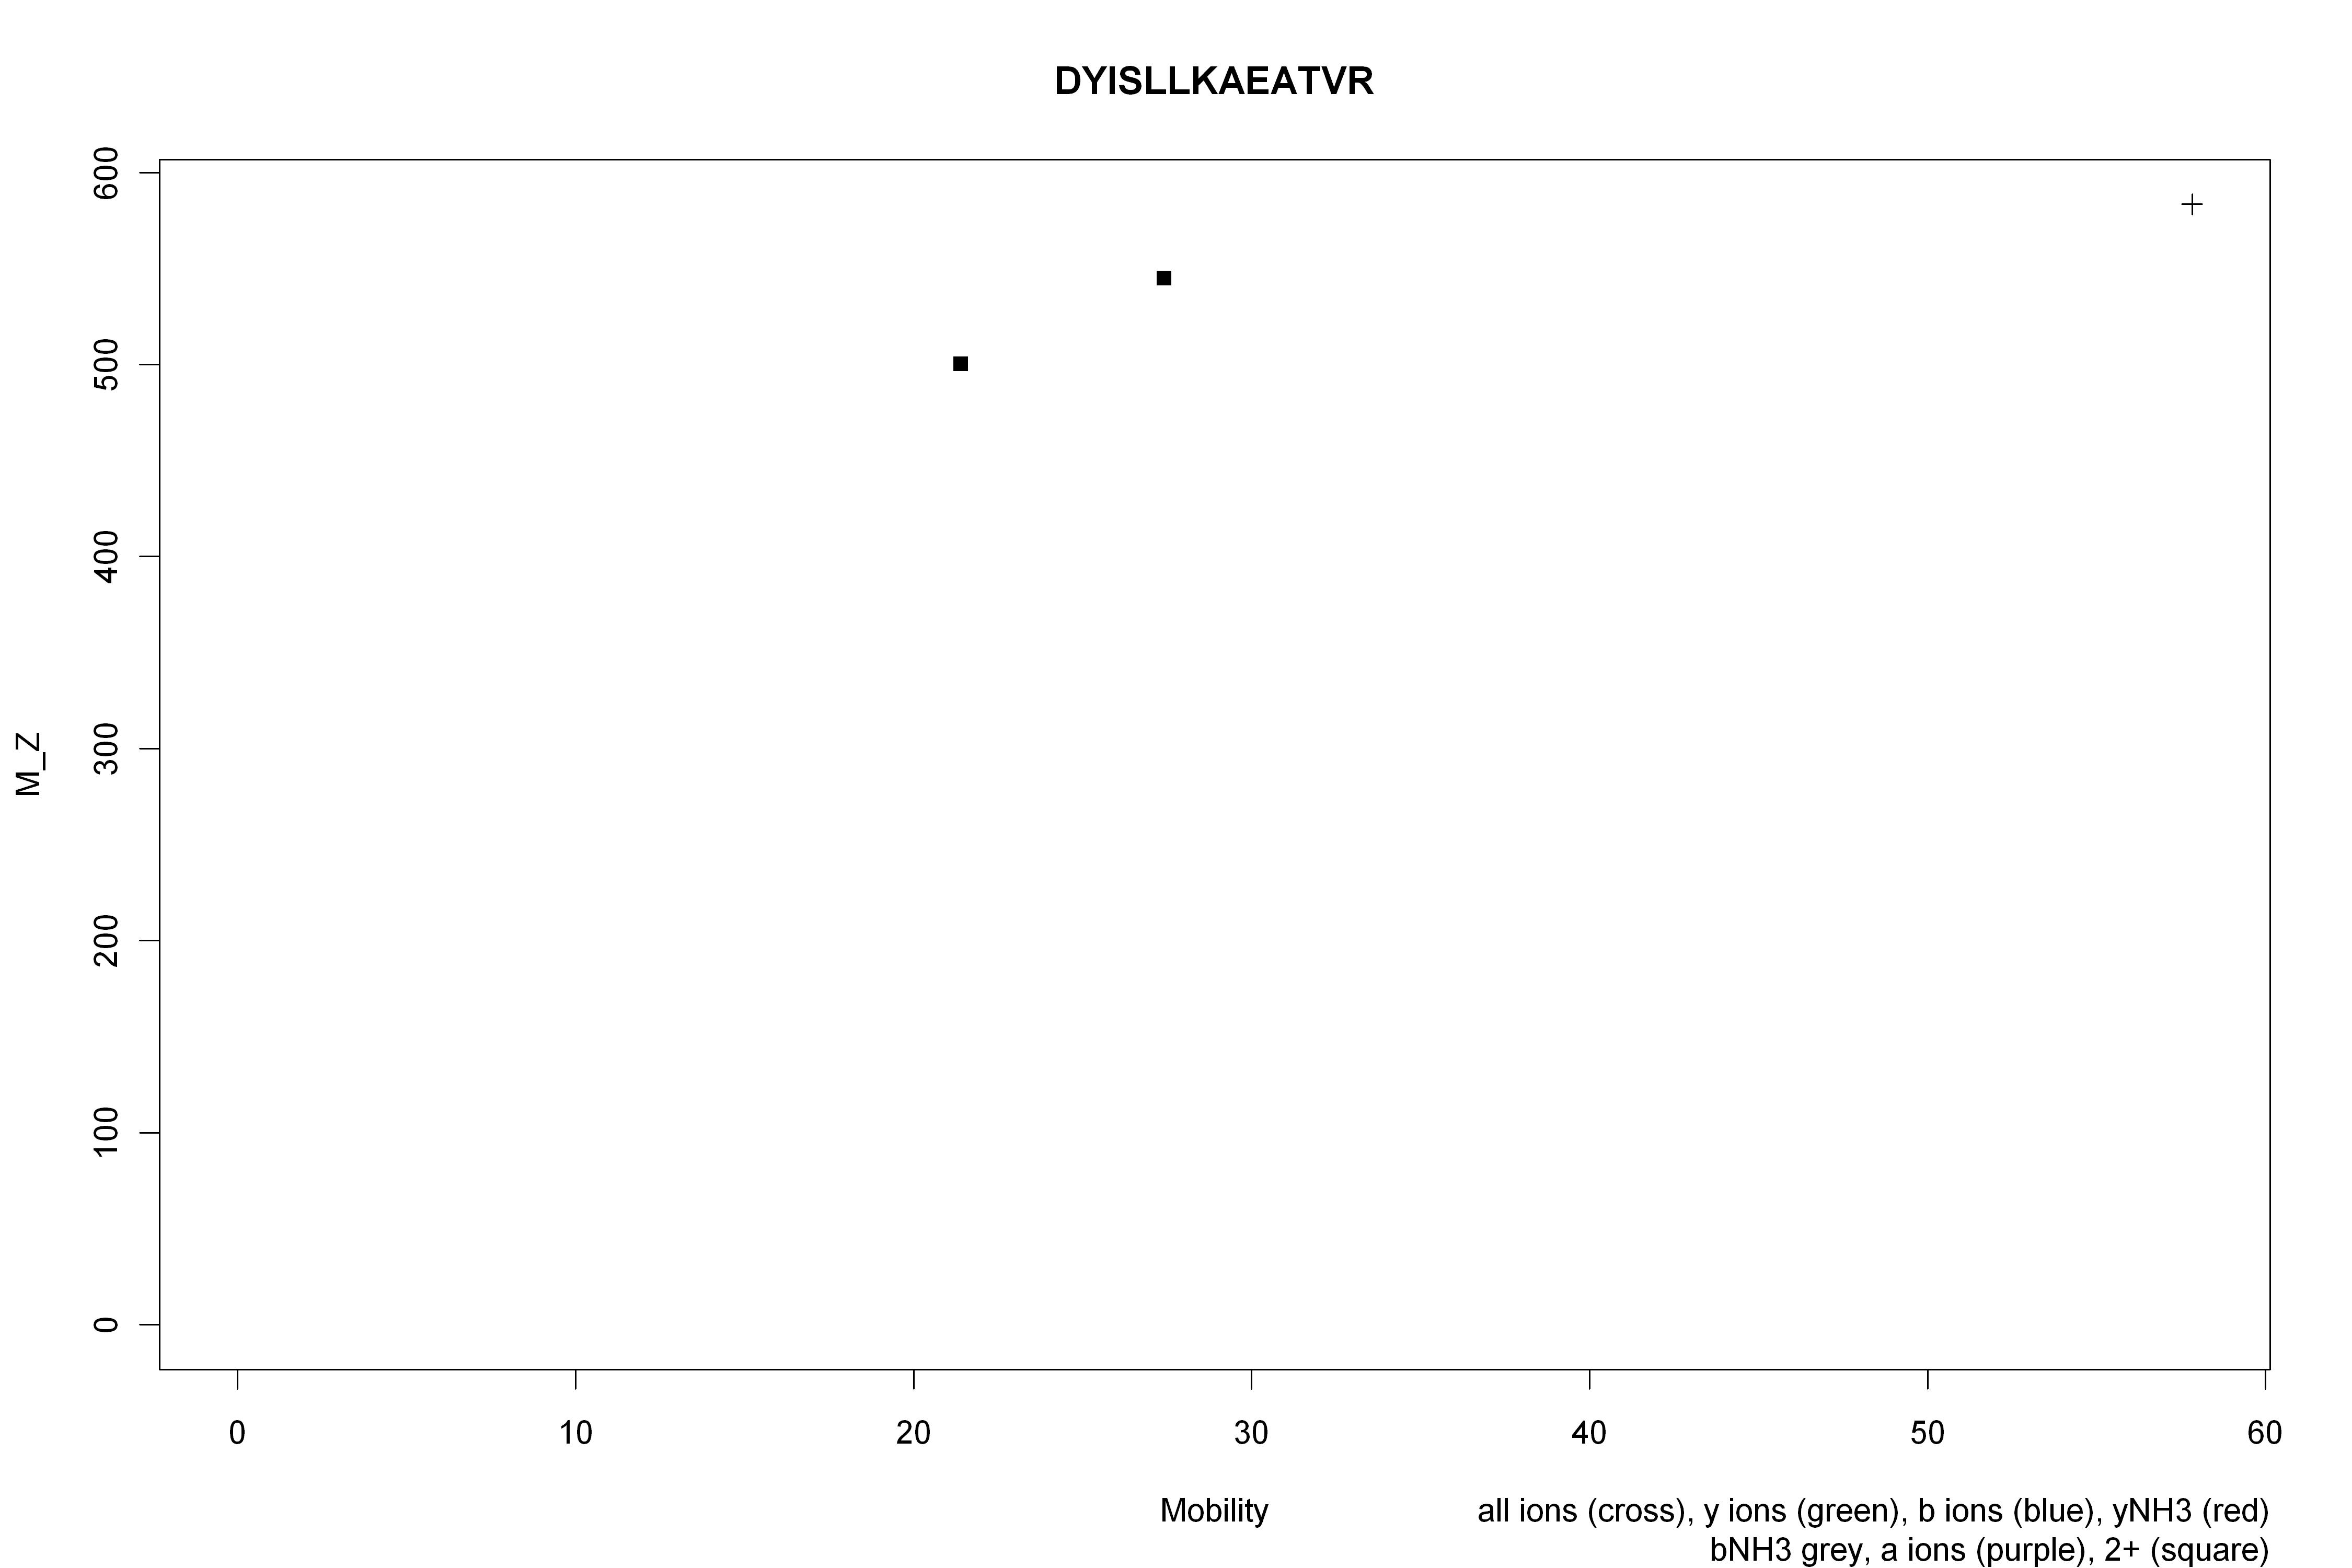 DYISLLKAEATVR
600
500
400
300
200
100
0
M_Z
0 10 20 30 40 50 60
Mobility
all ions (cross), y ions (green), b ions (blue), yNH3 (red)
bNH3 grey, a ions (purple), 2+ (square)